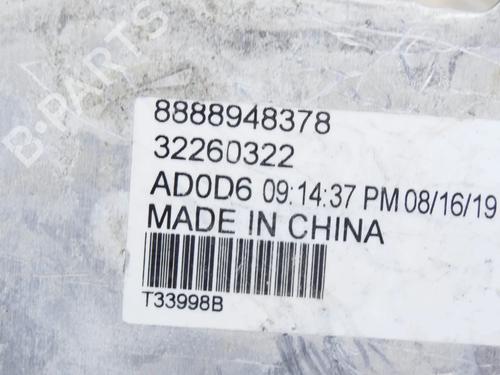 B-PARTS
8888948378
32260322
AD0D6 09:14:37 PM 08/16/19
MADE IN CHINA
T33998B